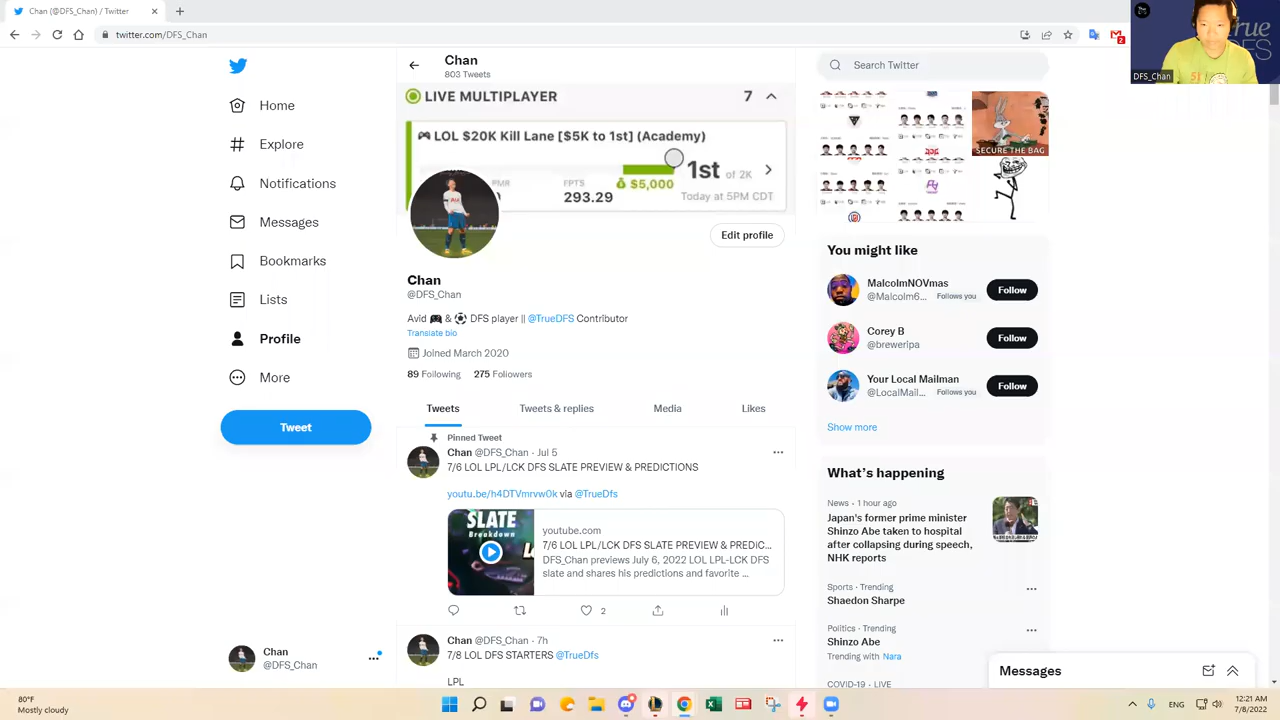 Chan (@DFS_Chan) / Twitter
twitter.com/DFS_Chan
2
True
DFS
DFS_Chan
Home
Explore
Notifications
Messages
Bookmarks
Lists
Profile
More
Tweet
Chan
@DFS_Chan
Chan
803 Tweets
LIVE MULTIPLAYER
7
LOL $20K Kill Lane [$5K to 1st] (Academy)
PMR
FPTS
293.29
$5,000
1st of 2K
Today at 5PM CDT
Edit profile
Chan
@DFS_Chan
Avid 🎮 & ⚽ DFS player || @TrueDFS Contributor
Translate bio
Joined March 2020
89 Following 275 Followers
Tweets
Tweets & replies
Media
Likes
Pinned Tweet
Chan @DFS_Chan · Jul 5
7/6 LOL LPL/LCK DFS SLATE PREVIEW & PREDICTIONS
youtu.be/h4DTVmrvw0k via @TrueDfs
SLATE
Breakdown
youtube.com
7/6 LOL LPL/LCK DFS SLATE PREVIEW & PREDIC...
DFS_Chan previews July 6, 2022 LOL LPL-LCK DFS
slate and shares his predictions and favorite ...
2
Chan @DFS_Chan · 7h
7/8 LOL DFS STARTERS @TrueDfs
LPL
Search Twitter
SECURE THE BAG
You might like
MalcolmNOVmas
@Malcolm6... Follows you
Follow
Corey B
@breweripa
Follow
Your Local Mailman
@LocalMail... Follows you
Follow
Show more
What's happening
News · 1 hour ago
Japan's former prime minister
Shinzo Abe taken to hospital
after collapsing during speech,
NHK reports
Sports · Trending
Shaedon Sharpe
Politics · Trending
Shinzo Abe
Trending with Nara
COVID-19 · LIVE
Messages
80°F
Mostly cloudy
ENG
12:21 AM
7/8/2022